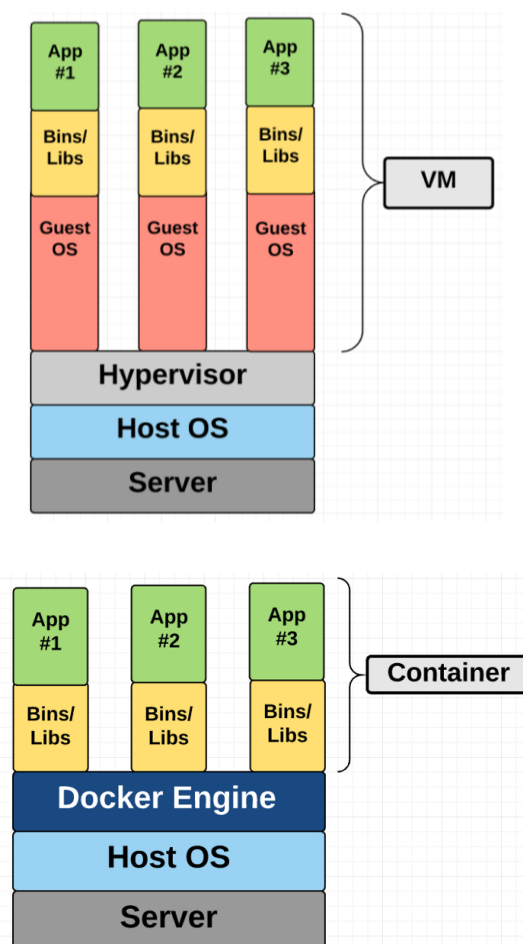 App
#1
App
#2
App
#3
Bins/
Libs
Bins/
Libs
Bins/
Libs
VM
Guest
OS
Guest
OS
Guest
OS
Hypervisor
Host OS
Server
App
#1
App
#2
App
#3
Container
Bins/
Libs
Bins/
Libs
Bins/
Libs
Docker Engine
Host OS
Server